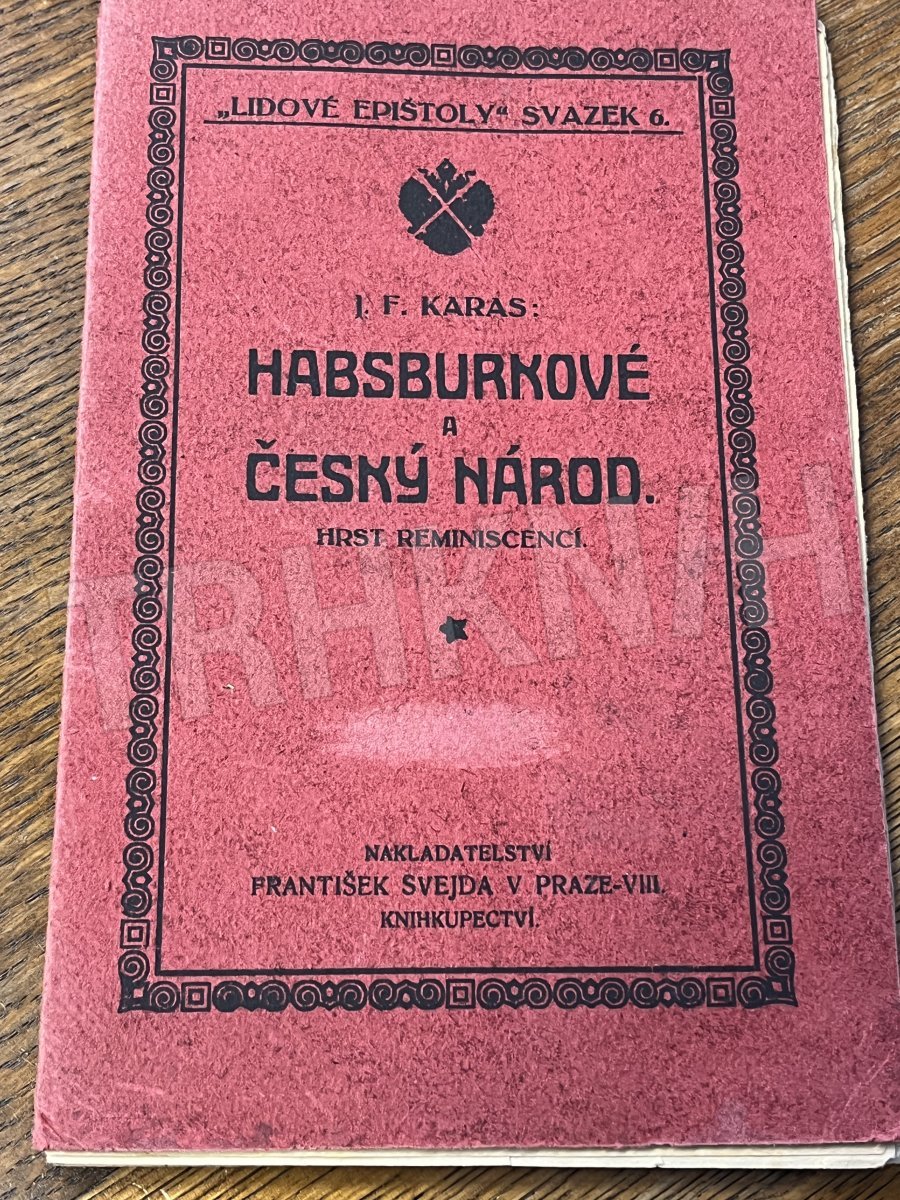 „LIDOVÉ EPIŠTOLY“ SVAZEK 6.
J. F. KARAS:
HABSBURKOVÉ
A
ČESKÝ NÁROD.
HRST REMINISCENCÍ.
TRHKNIH
NAKLADATELSTVÍ
FRANTIŠEK SVEJDA V PRAZE-VIII.
KNIHKUPECTVÍ.